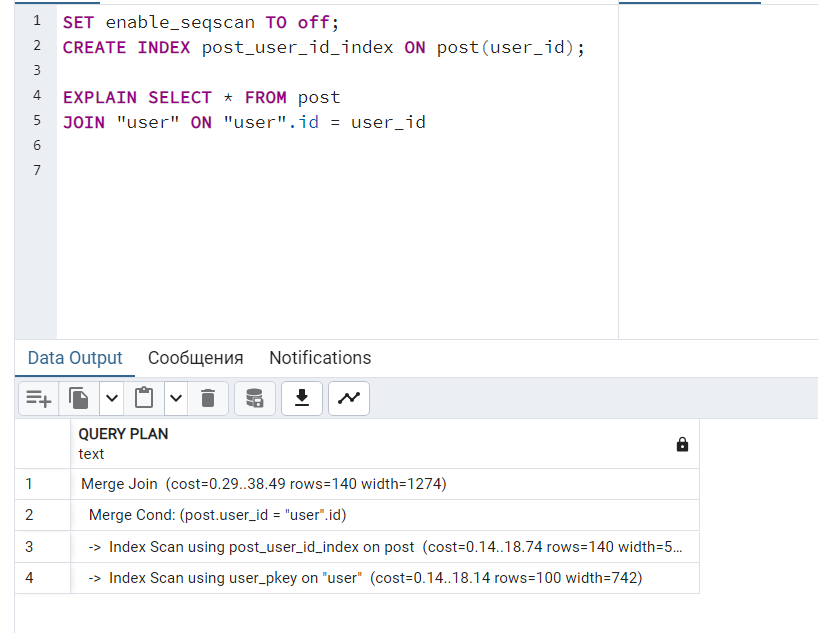 1 SET enable_seqscan TO off;
2 CREATE INDEX post_user_id_index ON post(user_id);
3
4 EXPLAIN SELECT * FROM post
5 JOIN "user" ON "user".id = user_id
6
7
Data Output Сообщения Notifications
QUERY PLAN
text
1 Merge Join (cost=0.29..38.49 rows=140 width=1274)
2 Merge Cond: (post.user_id = "user".id)
3 -> Index Scan using post_user_id_index on post (cost=0.14..18.74 rows=140 width=5...
4 -> Index Scan using user_pkey on "user" (cost=0.14..18.14 rows=100 width=742)